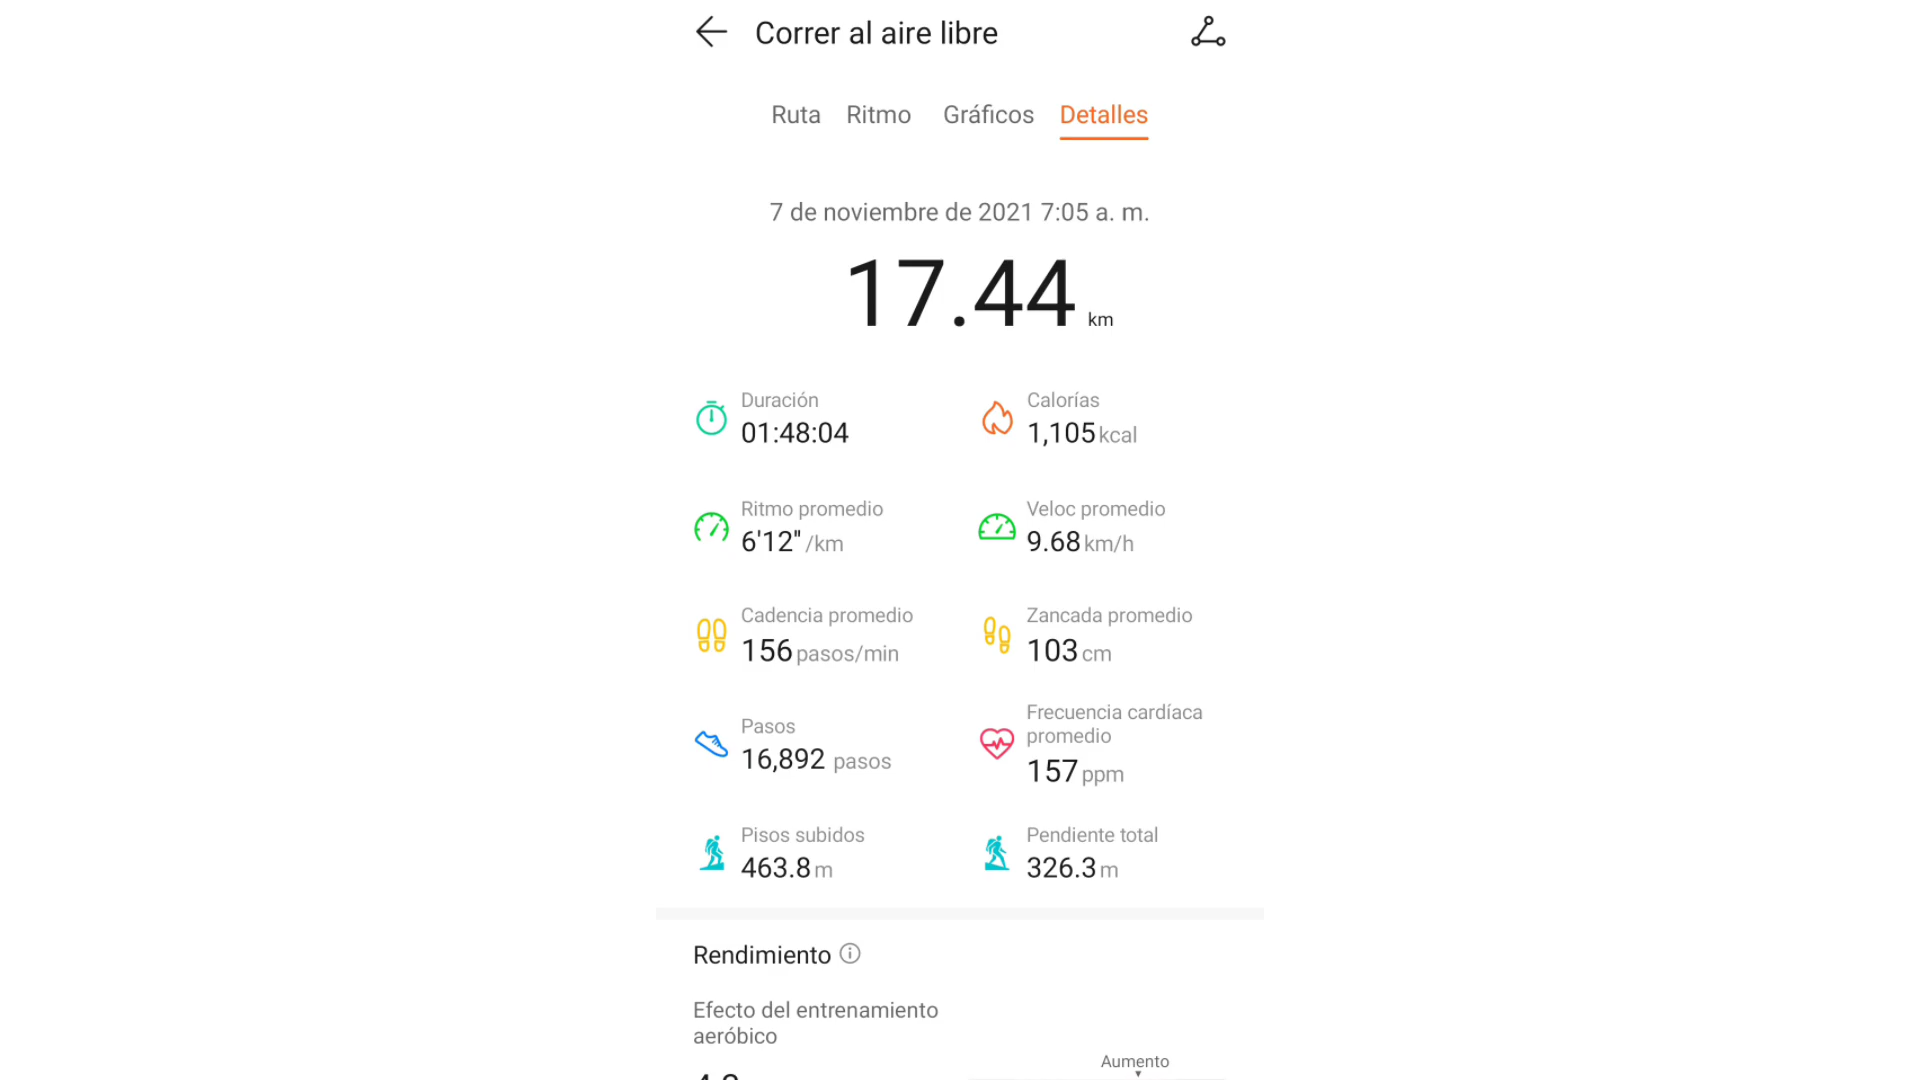 Correr al aire libre
Ruta Ritmo Gráficos Detalles
7 de noviembre de 2021 7:05 a. m.
17.44 km
Duración
01:48:04
Calorías
1,105 kcal
Ritmo promedio
6'12" /km
Veloc promedio
9.68 km/h
Cadencia promedio
156 pasos/min
Zancada promedio
103 cm
Pasos
16,892 pasos
Frecuencia cardíaca
promedio
157 ppm
Pisos subidos
463.8 m
Pendiente total
326.3 m
Rendimiento
Efecto del entrenamiento
aeróbico
Aumento